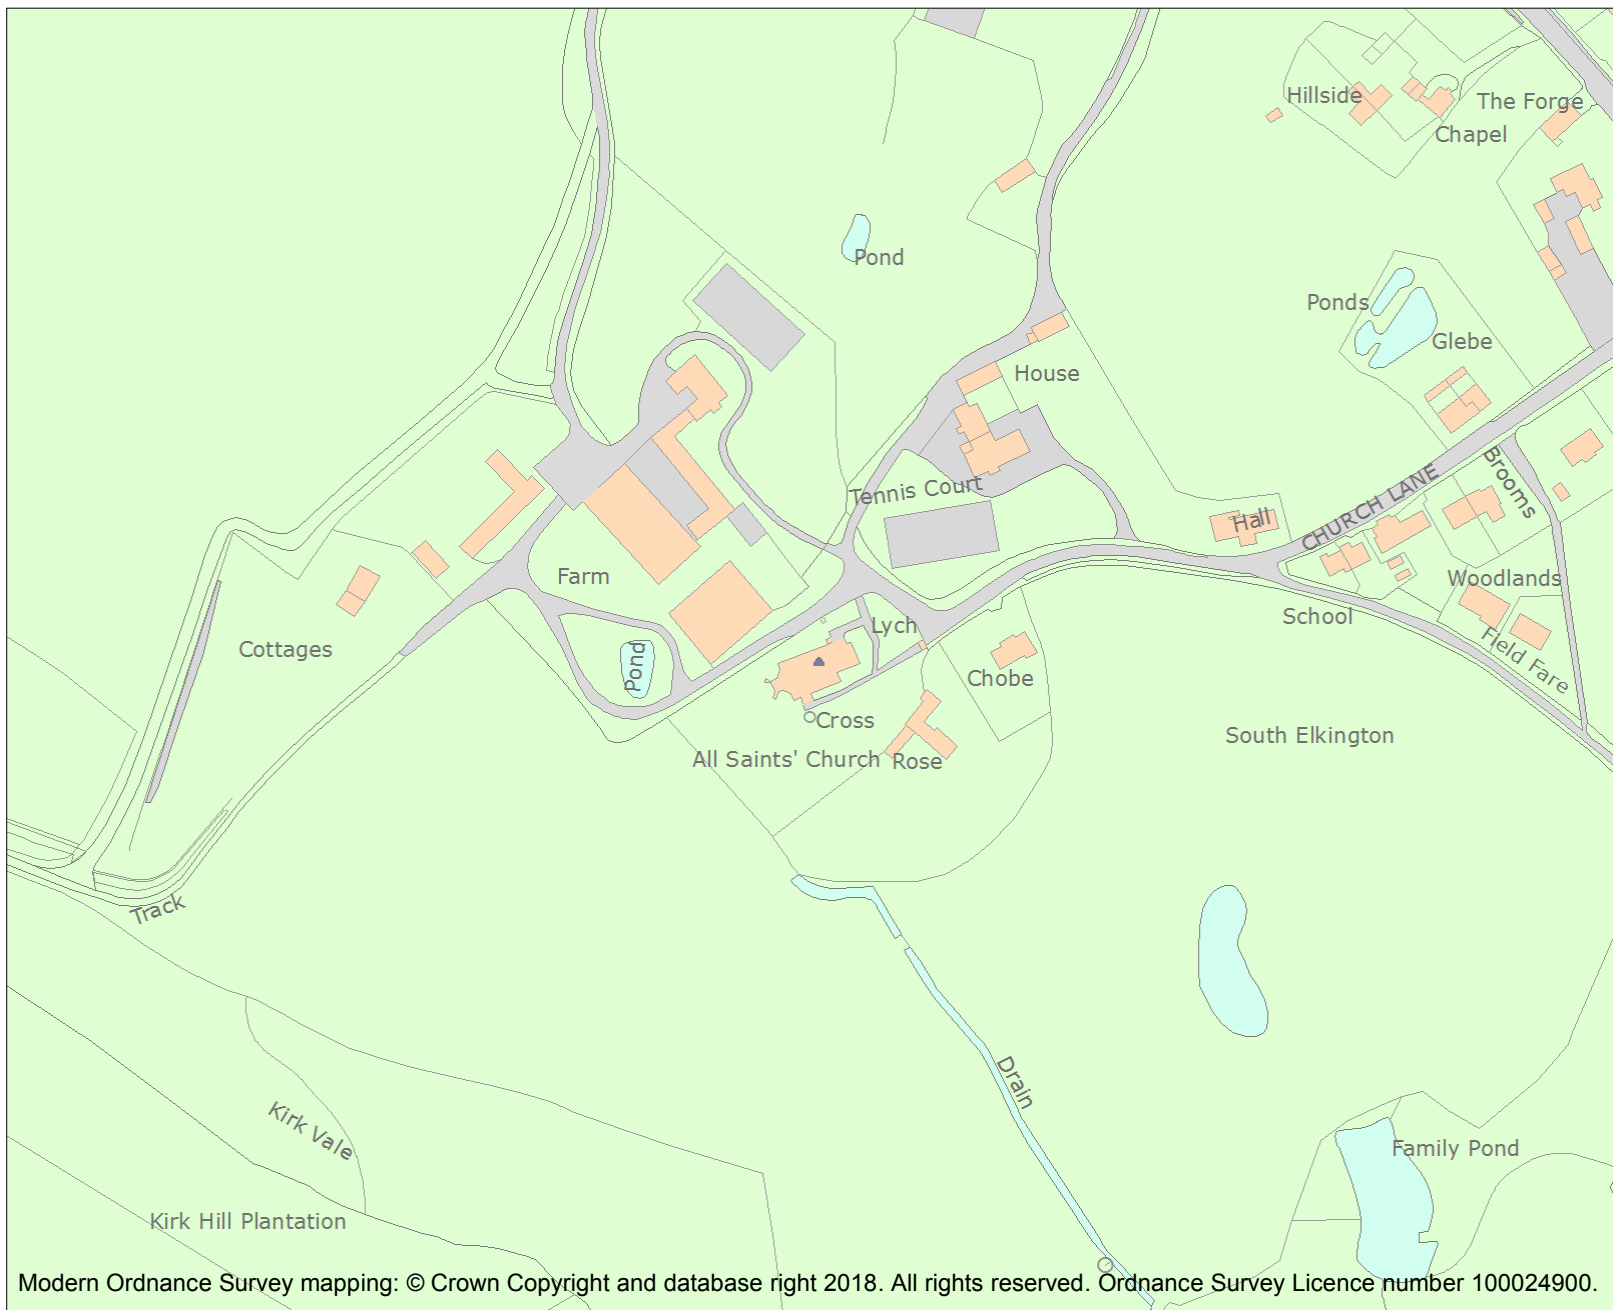 Hillside
The Forge
Chapel
Pond
Ponds
Glebe
House
Tennis Court
Hall
CHURCH LANE
Brooms
Farm
Woodlands
School
Lych
Field Fare
Cottages
Pond
Chobe
Cross
South Elkington
All Saints' Church
Rose
Track
Drain
Kirk Vale
Family Pond
Kirk Hill Plantation
Modern Ordnance Survey mapping: © Crown Copyright and database right 2018. All rights reserved. Ordnance Survey Licence number 100024900.